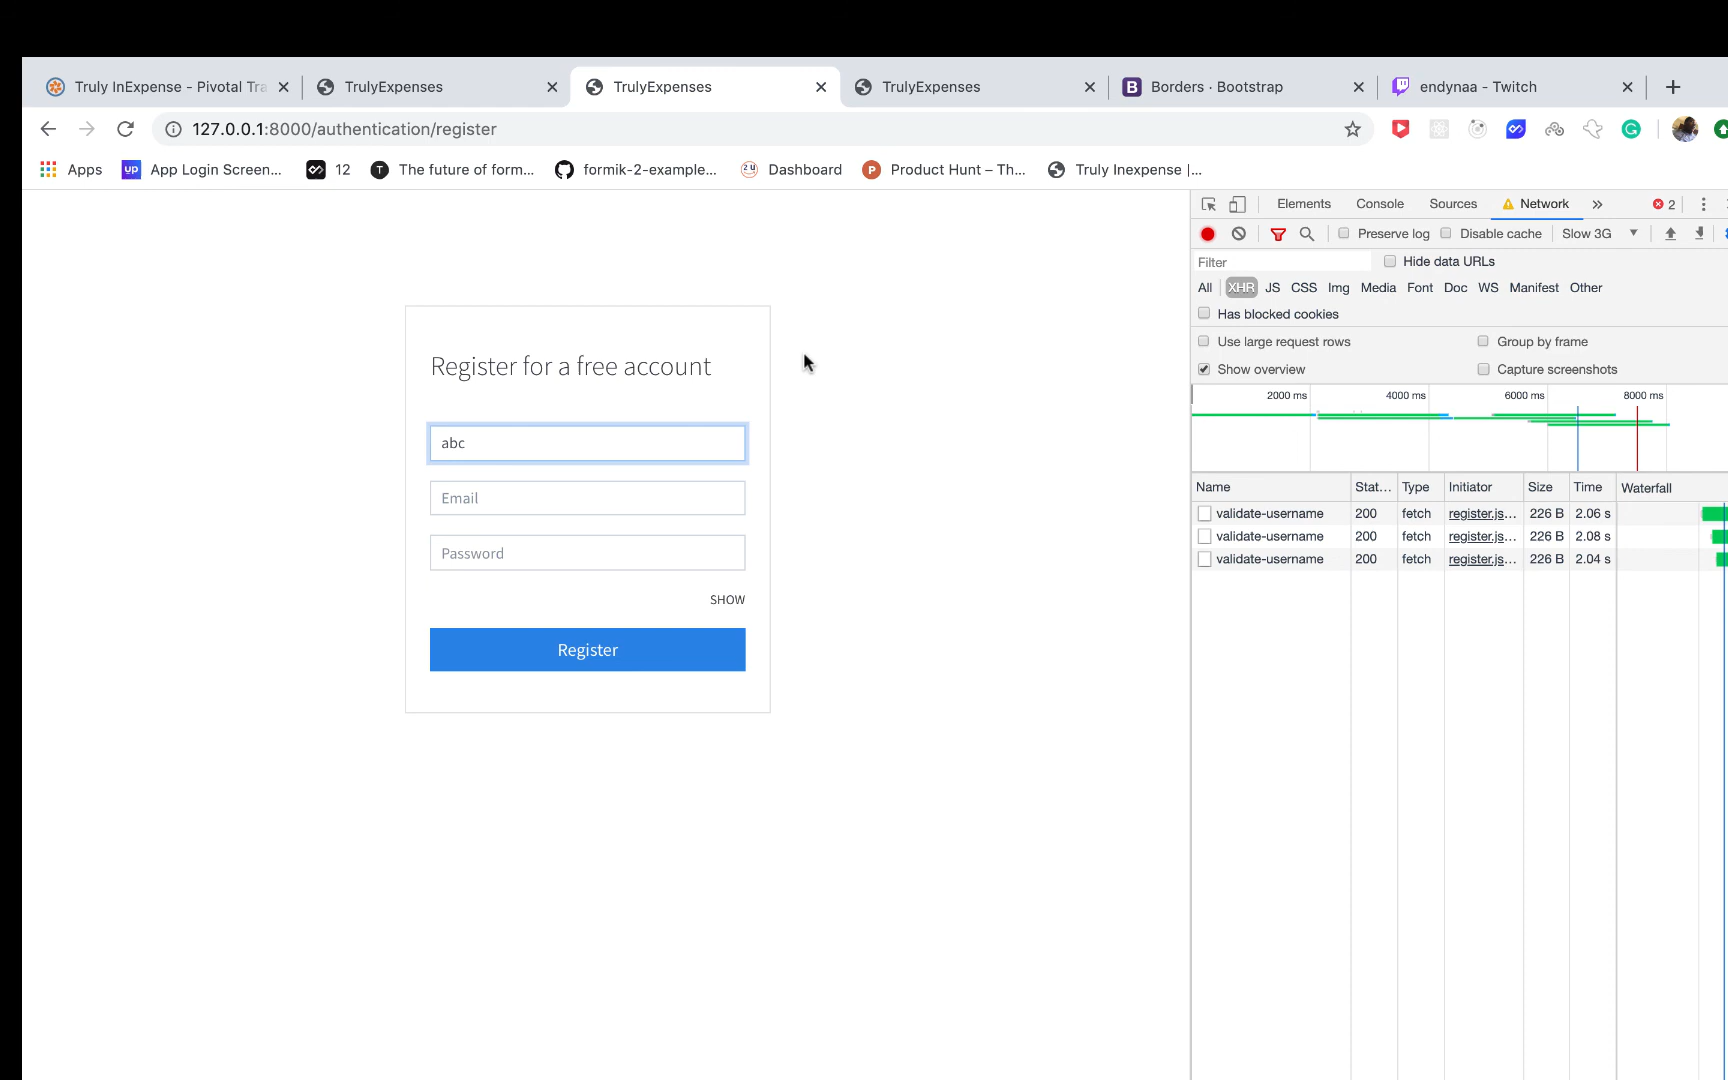 Truly InExpense - Pivotal Tra
TrulyExpenses
TrulyExpenses
TrulyExpenses
B Borders · Bootstrap
endynaa - Twitch
127.0.0.1:8000/authentication/register
Apps
UP App Login Screen...
12
T The future of form...
formik-2-example...
2U Dashboard
P Product Hunt – Th...
Truly Inexpense |...
Elements Console Sources Network » 2
Preserve log Disable cache Slow 3G
Filter Hide data URLs
All XHR JS CSS Img Media Font Doc WS Manifest Other
Has blocked cookies
Use large request rows Group by frame
Show overview Capture screenshots
2000 ms 4000 ms 6000 ms 8000 ms
Name Stat... Type Initiator Size Time Waterfall
validate-username 200 fetch register.js... 226 B 2.06 s
validate-username 200 fetch register.js... 226 B 2.08 s
validate-username 200 fetch register.js... 226 B 2.04 s
Register for a free account
abc
Email
Password
SHOW
Register